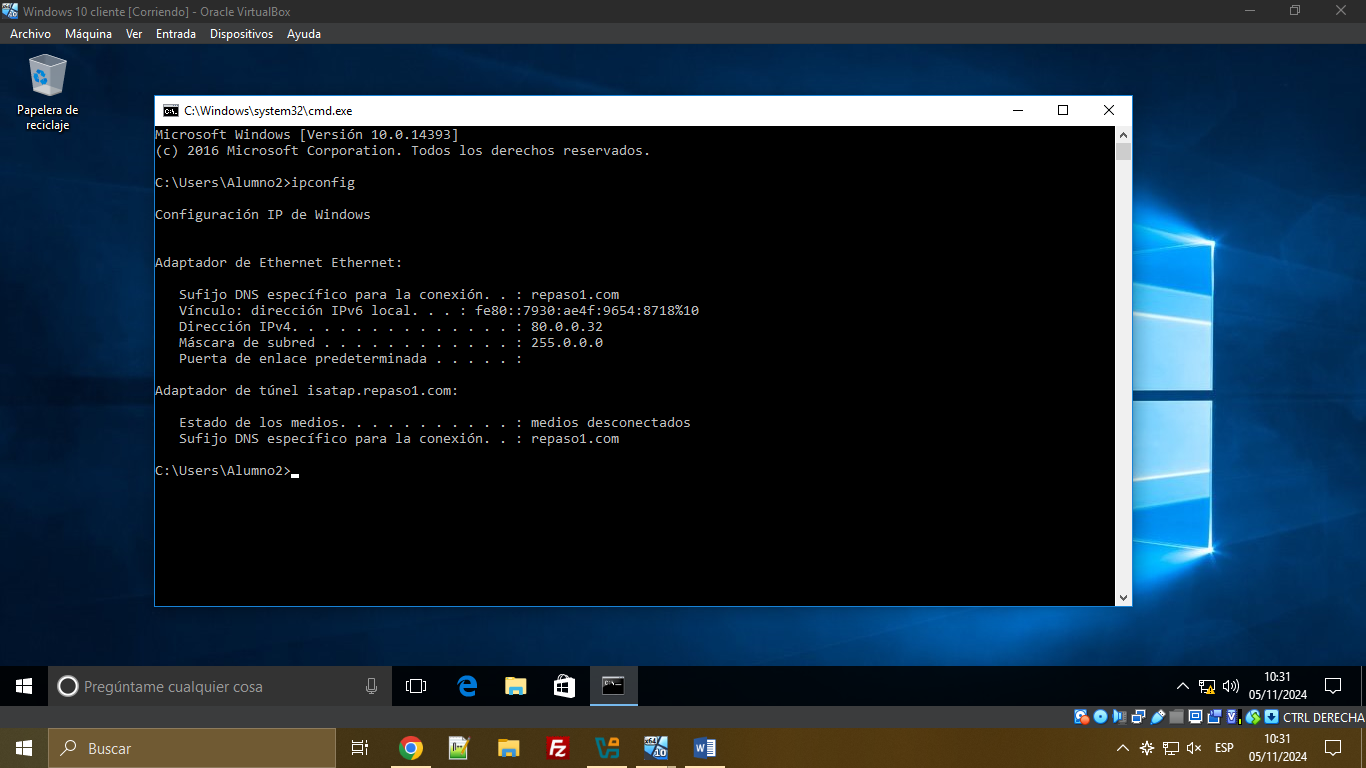 Windows 10 cliente [Corriendo] - Oracle VirtualBox
Archivo Máquina Ver Entrada Dispositivos Ayuda
Papelera de
reciclaje
C:\Windows\system32\cmd.exe
Microsoft Windows [Versión 10.0.14393]
(c) 2016 Microsoft Corporation. Todos los derechos reservados.
C:\Users\Alumno2>ipconfig
Configuración IP de Windows
Adaptador de Ethernet Ethernet:
Sufijo DNS específico para la conexión. . : repaso1.com
Vínculo: dirección IPv6 local. . . : fe80::7930:ae4f:9654:8718%10
Dirección IPv4. . . . . . . . . . . . . . : 80.0.0.32
Máscara de subred . . . . . . . . . . . . : 255.0.0.0
Puerta de enlace predeterminada . . . . . :
Adaptador de túnel isatap.repaso1.com:
Estado de los medios. . . . . . . . . . . : medios desconectados
Sufijo DNS específico para la conexión. . : repaso1.com
C:\Users\Alumno2>
Pregúntame cualquier cosa
10:31
05/11/2024
CTRL DERECHA
Buscar
ESP
10:31
05/11/2024